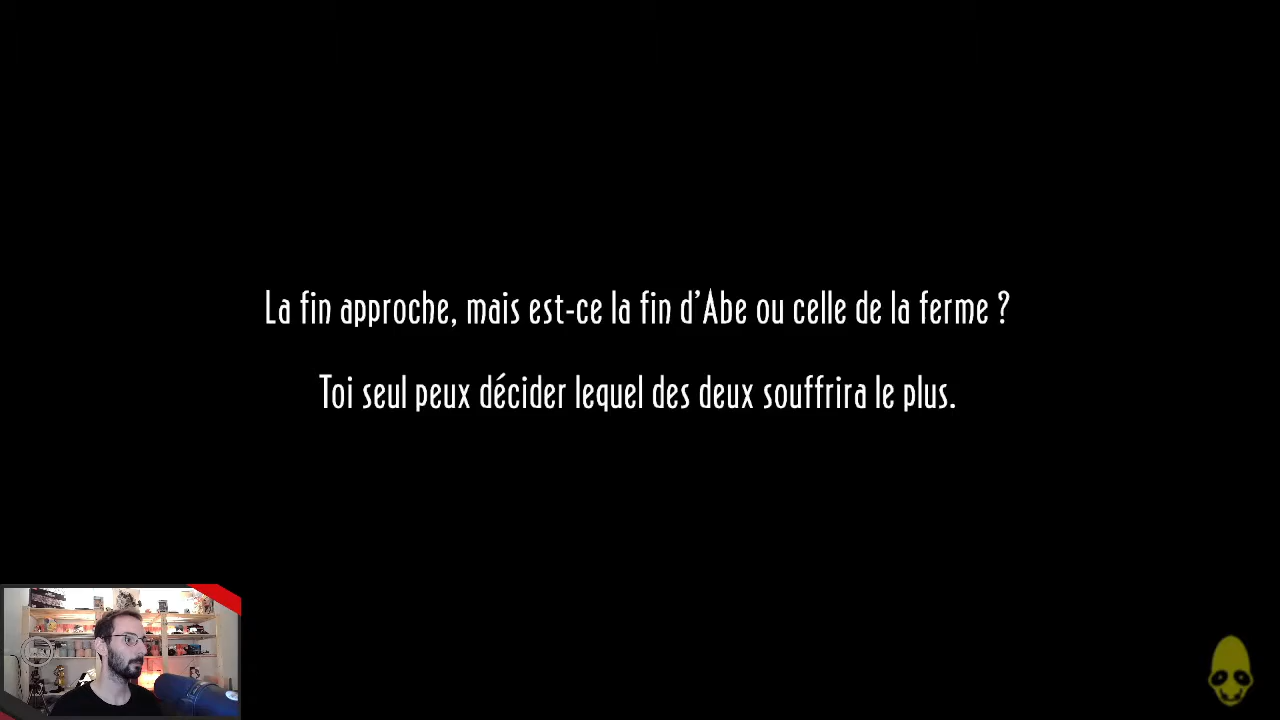 La fin approche, mais est-ce la fin d’Abe ou celle de la ferme ?
Toi seul peux décider lequel des deux souffrira le plus.